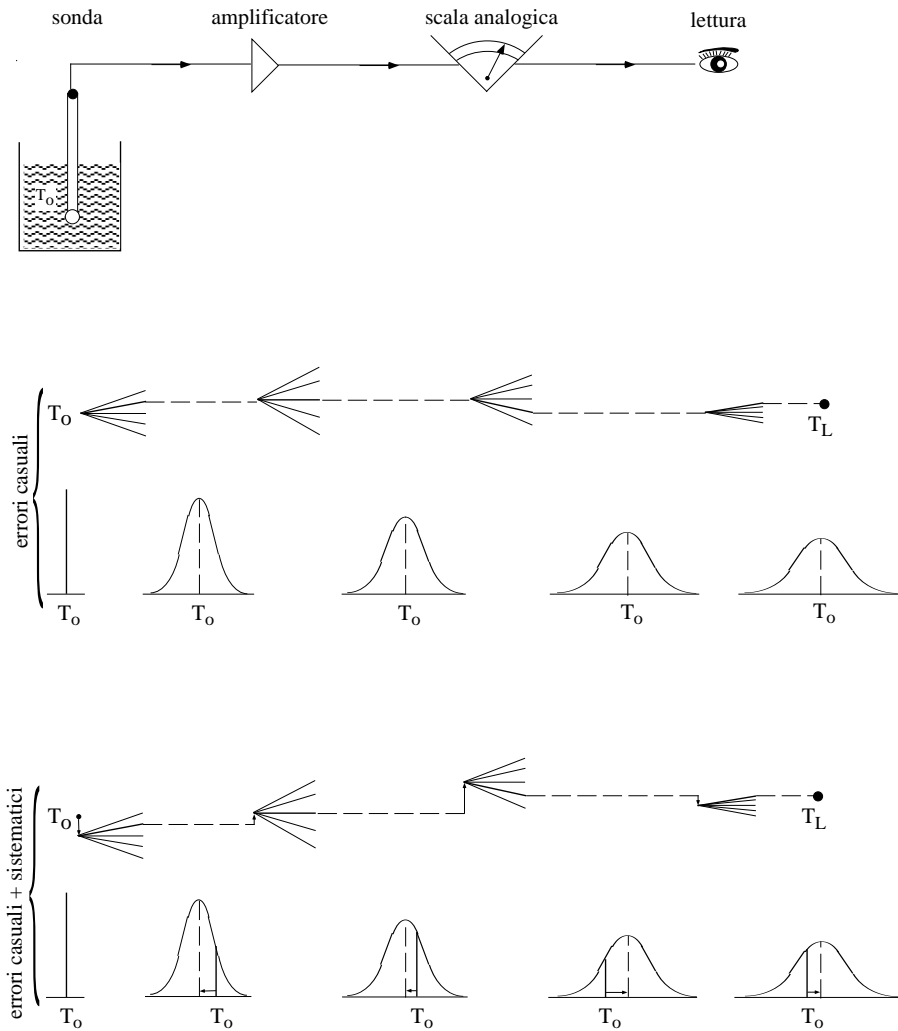 sonda
amplificatore
scala analogica
lettura
To
To
TL
errori casuali
To
To
To
To
To
To
TL
errori casuali + sistematici
To
To
To
To
To